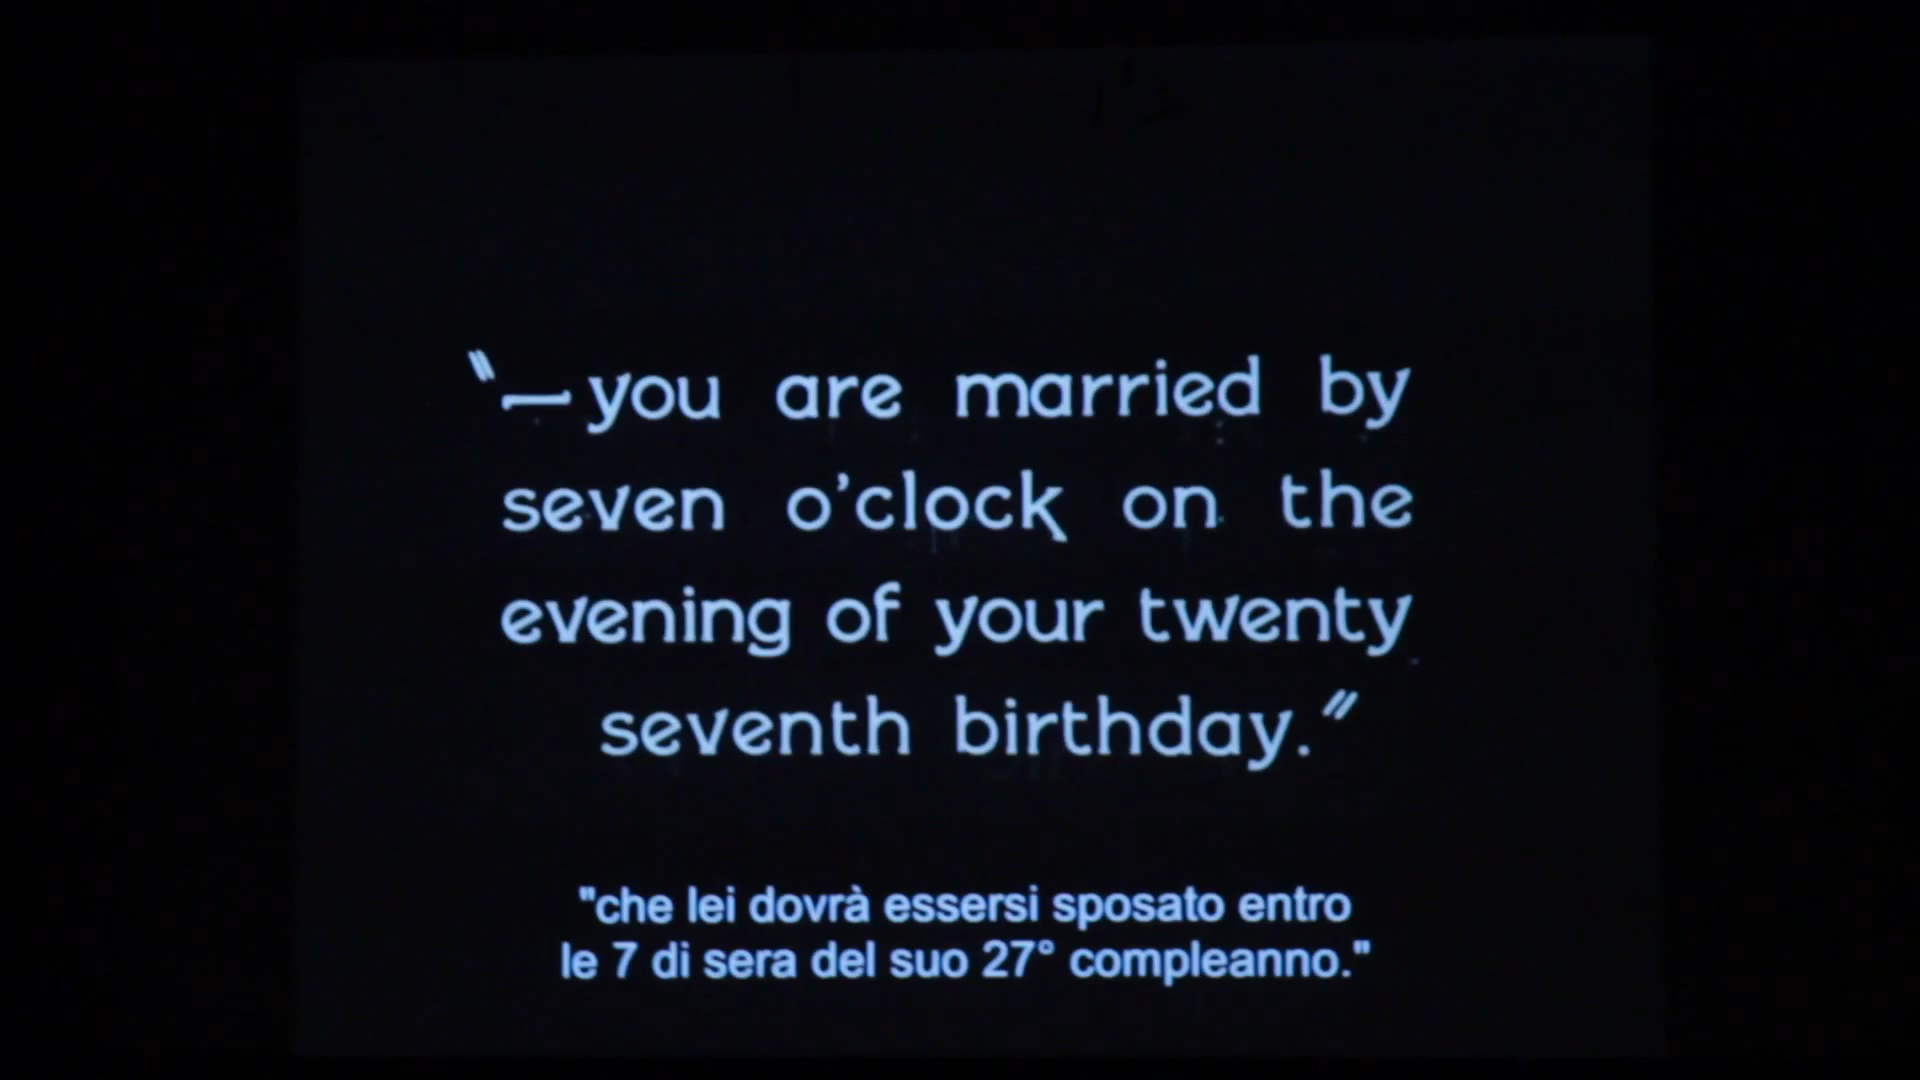 "—you are married by
seven o'clock on the
evening of your twenty
seventh birthday."
"che lei dovrà essersi sposato entro
le 7 di sera del suo 27° compleanno."